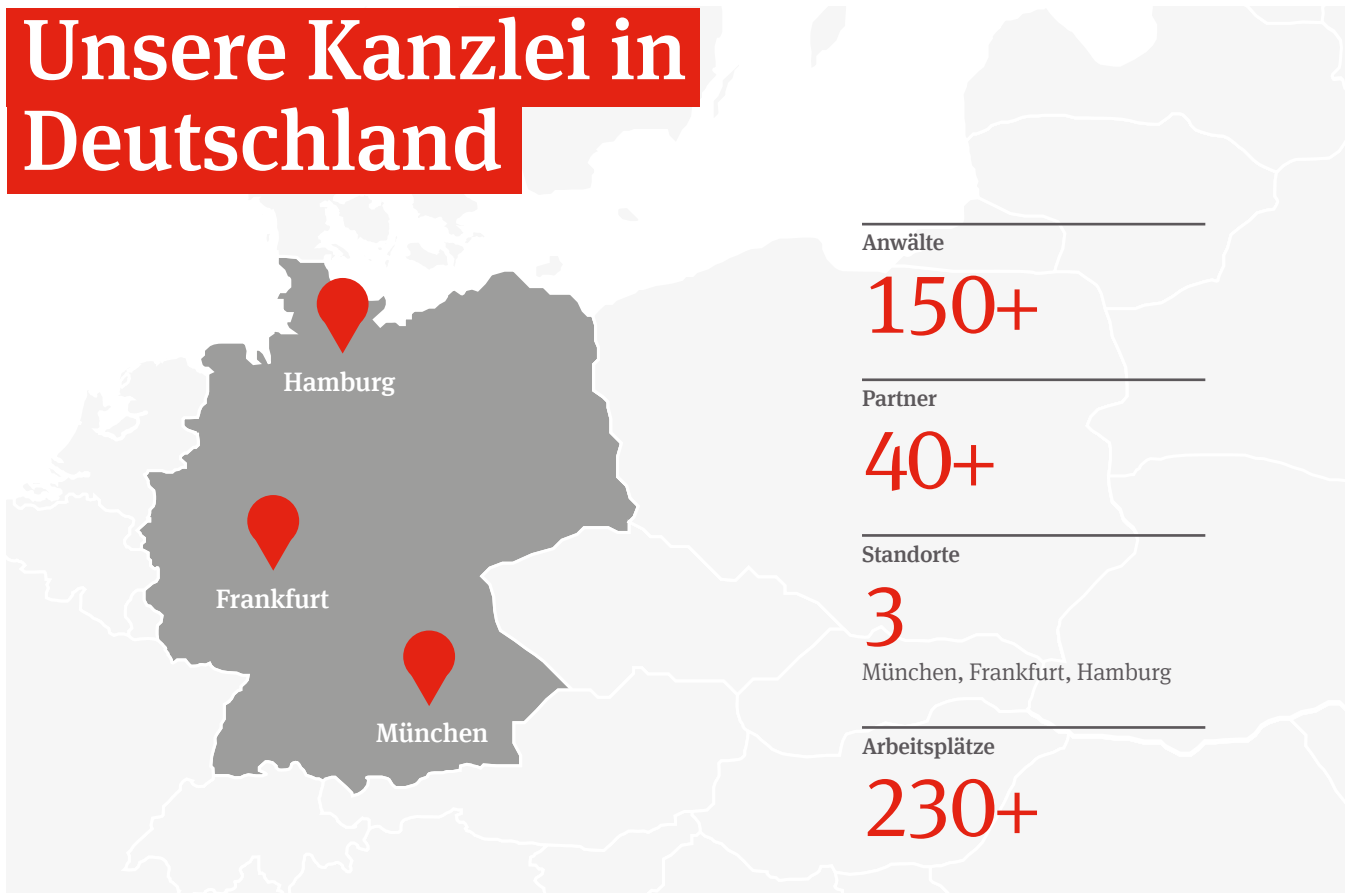 Unsere Kanzlei in
Deutschland
Hamburg
Frankfurt
München
Anwälte
150+
Partner
40+
Standorte
3
München, Frankfurt, Hamburg
Arbeitsplätze
230+